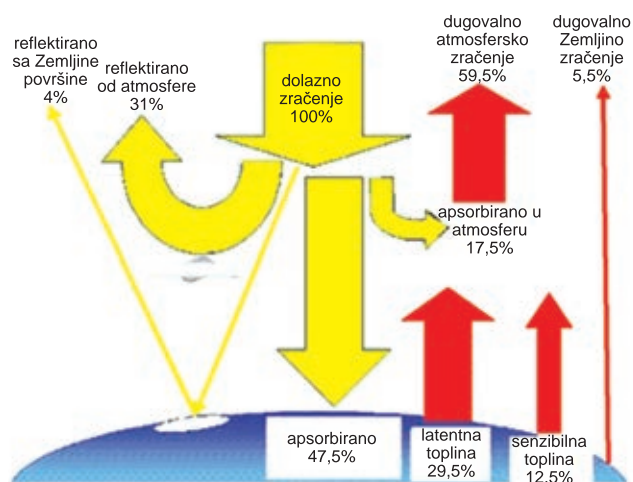 reflektirano
sa Zemljine
površine
4%
reflektirano
od atmosfere
31%
dolazno
zračenje
100%
dugovalno
atmosfersko
zračenje
59,5%
dugovalno
Zemljino
zračenje
5,5%
apsorbirano u
atmosferu
17,5%
apsorbirano
47,5%
latentna
toplina
29,5%
senzibilna
toplina
12,5%